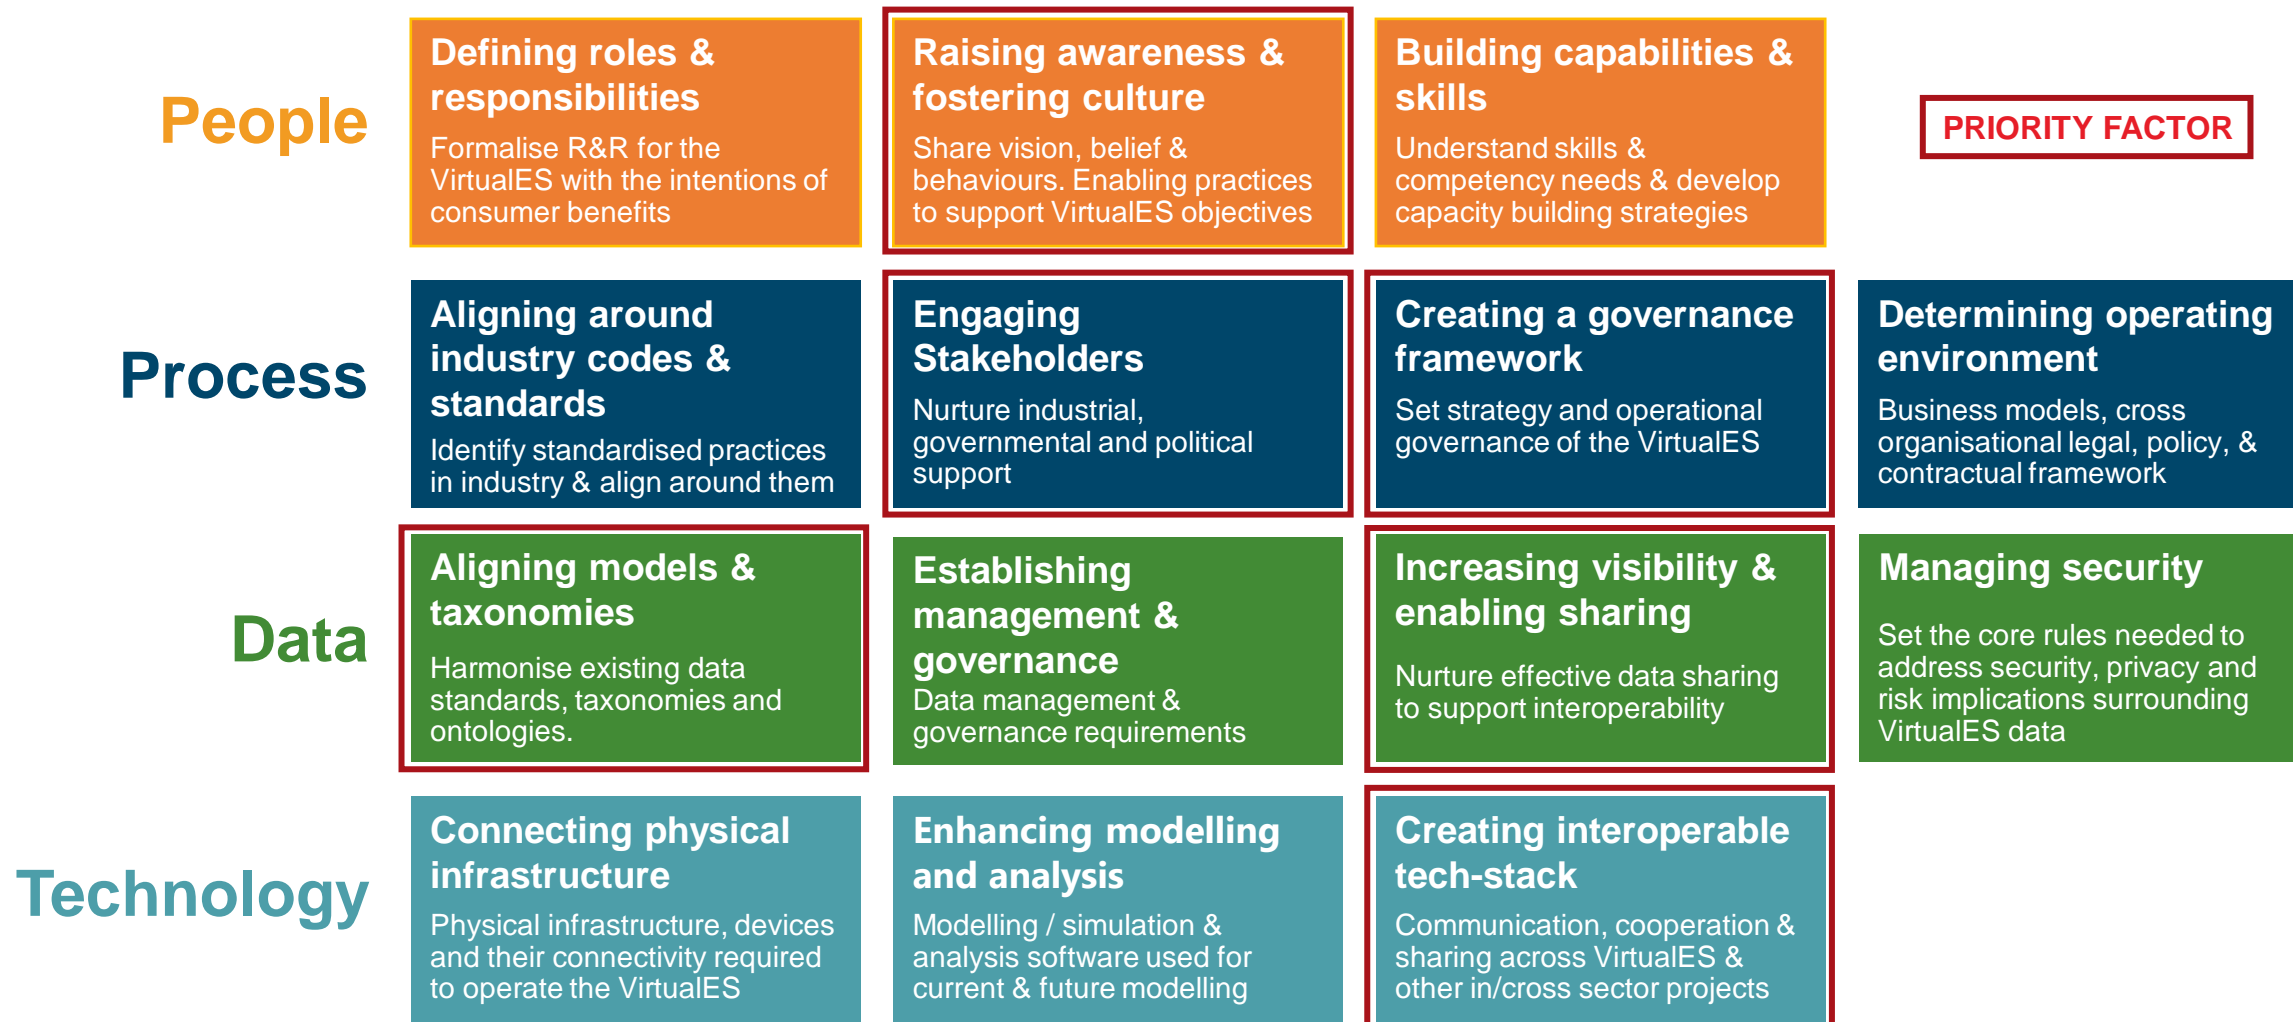 People
Defining roles &
responsibilities
Formalise R&R for the
VirtualES with the intentions of
consumer benefits
Raising awareness &
fostering culture
Share vision, belief &
behaviours. Enabling practices
to support VirtualES objectives
Building capabilities &
skills
Understand skills &
competency needs & develop
capacity building strategies
PRIORITY FACTOR
Process
Aligning around
industry codes &
standards
Identify standardised practices
in industry & align around them
Engaging
Stakeholders
Nurture industrial,
governmental and political
support
Creating a governance
framework
Set strategy and operational
governance of the VirtualES
Determining operating
environment
Business models, cross
organisational legal, policy, &
contractual framework
Data
Aligning models &
taxonomies
Harmonise existing data
standards, taxonomies and
ontologies.
Establishing
management &
governance
Data management &
governance requirements
Increasing visibility &
enabling sharing
Nurture effective data sharing
to support interoperability
Managing security
Set the core rules needed to
address security, privacy and
risk implications surrounding
VirtualES data
Technology
Connecting physical
infrastructure
Physical infrastructure, devices
and their connectivity required
to operate the VirtualES
Enhancing modelling
and analysis
Modelling / simulation &
analysis software used for
current & future modelling
Creating interoperable
tech-stack
Communication, cooperation &
sharing across VirtualES &
other in/cross sector projects